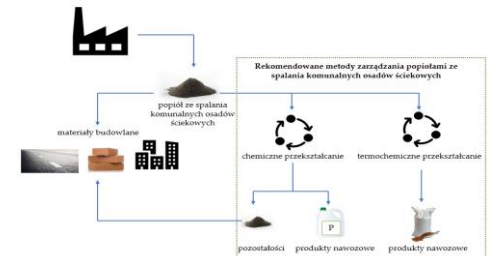 Rekomendowane metody zarządzania popiołami ze
spalania komunalnych osadów ściekowych
popiół ze spalania
komunalnych osadów
ściekowych
materiały budowlane
chemiczne przekształcanie
termochemiczne przekształcanie
P
pozostałości
produkty nawozowe
produkty nawozowe